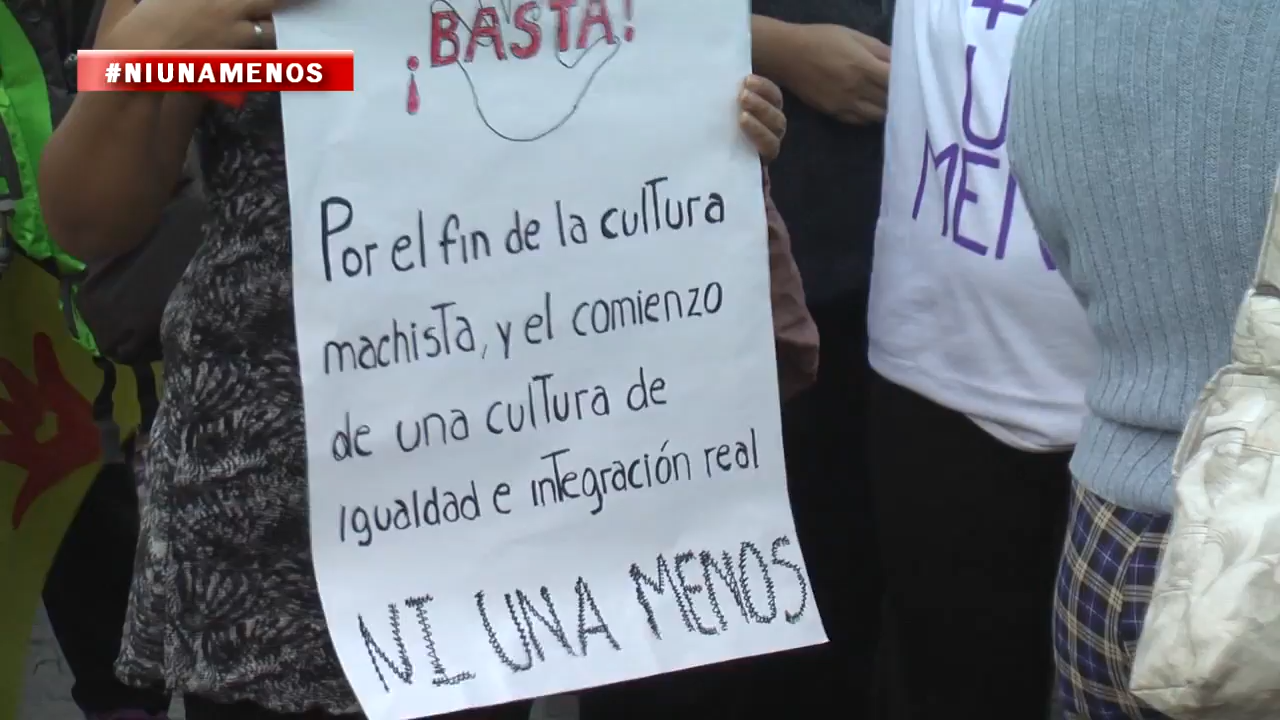 #NIUNAMENOS
¡BASTA!
Por el fin de la cultura
machista, y el comienzo
de una cultura de
igualdad e integración real
NI UNA MENOS